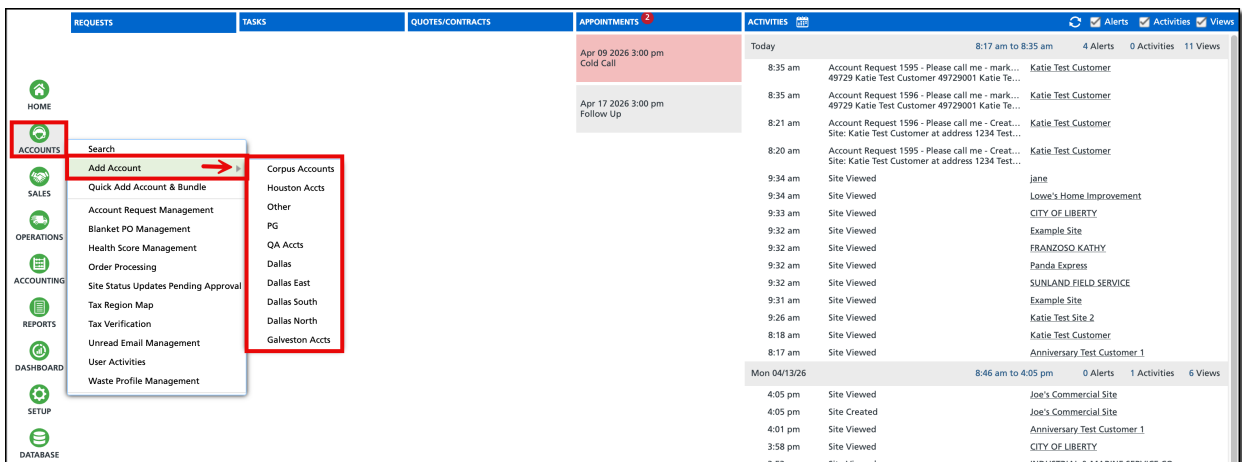 REQUESTS
TASKS
QUOTES/CONTRACTS
APPOINTMENTS 2
ACTIVITIES
Alerts
Activities
Views
HOME
ACCOUNTS
SALES
OPERATIONS
ACCOUNTING
REPORTS
DASHBOARD
SETUP
DATABASE
Search
Add Account
Quick Add Account & Bundle
Account Request Management
Blanket PO Management
Health Score Management
Order Processing
Site Status Updates Pending Approval
Tax Region Map
Tax Verification
Unread Email Management
User Activities
Waste Profile Management
Corpus Accounts
Houston Accts
Other
PG
QA Accts
Dallas
Dallas East
Dallas South
Dallas North
Galveston Accts
Apr 09 2026 3:00 pm
Cold Call
Apr 17 2026 3:00 pm
Follow Up
Today 8:17 am to 8:35 am 4 Alerts 0 Activities 11 Views
8:35 am Account Request 1595 - Please call me - mark... Katie Test Customer
49729 Katie Test Customer 49729001 Katie Te...
8:35 am Account Request 1596 - Please call me - mark... Katie Test Customer
49729 Katie Test Customer 49729001 Katie Te...
8:21 am Account Request 1596 - Please call me - Creat... Katie Test Customer
Site: Katie Test Customer at address 1234 Test...
8:20 am Account Request 1595 - Please call me - Creat... Katie Test Customer
Site: Katie Test Customer at address 1234 Test...
9:34 am Site Viewed jane
9:34 am Site Viewed Lowe's Home Improvement
9:33 am Site Viewed CITY OF LIBERTY
9:32 am Site Viewed Example Site
9:32 am Site Viewed FRANZOSO KATHY
9:32 am Site Viewed Panda Express
9:32 am Site Viewed SUNLAND FIELD SERVICE
9:31 am Site Viewed Example Site
9:26 am Site Viewed Katie Test Site 2
8:18 am Site Viewed Katie Test Customer
8:17 am Site Viewed Anniversary Test Customer 1
Mon 04/13/26 8:46 am to 4:05 pm 0 Alerts 1 Activities 6 Views
4:05 pm Site Viewed Joe's Commercial Site
4:05 pm Site Created Joe's Commercial Site
4:01 pm Site Viewed Anniversary Test Customer 1
3:58 pm Site Viewed CITY OF LIBERTY